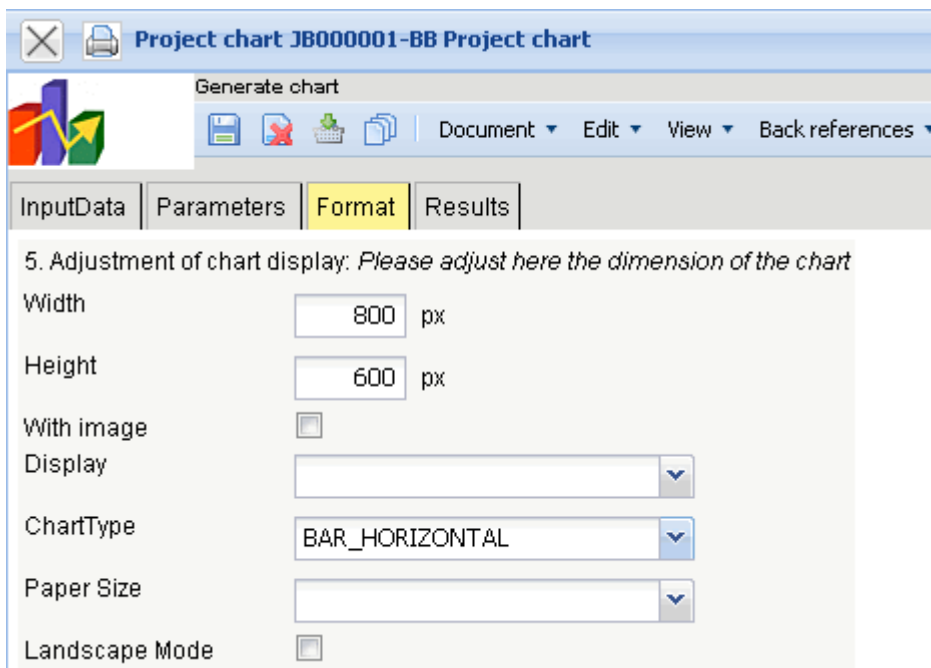 Project chart JB000001-BB Project chart
Generate chart
Document Edit View Back references
InputData Parameters Format Results
5. Adjustment of chart display: Please adjust here the dimension of the chart
Width 800 px
Height 600 px
With image
Display
ChartType BAR_HORIZONTAL
Paper Size
Landscape Mode